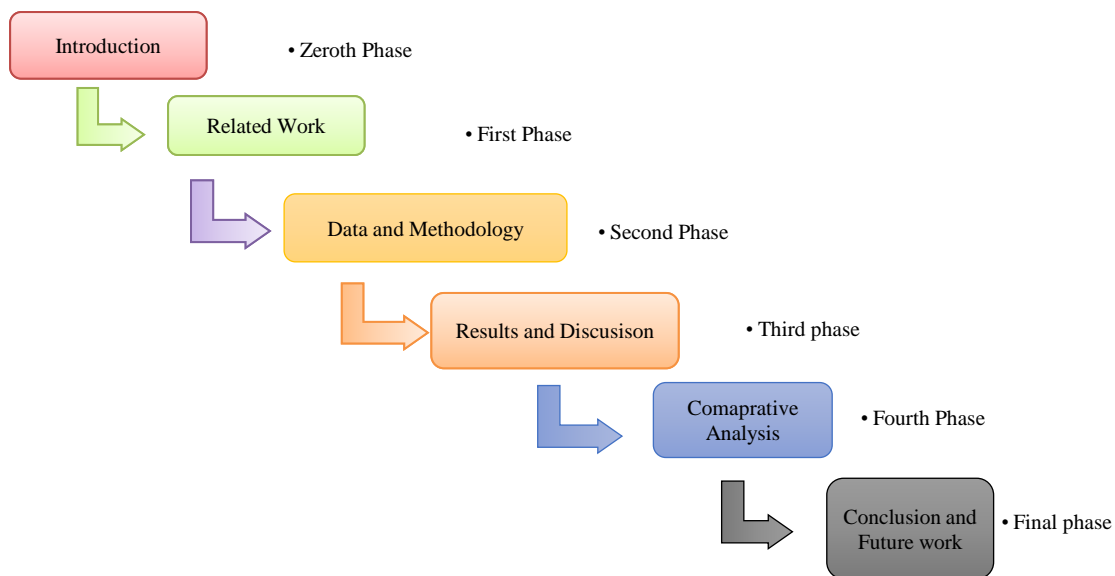 Introduction
• Zeroth Phase
Related Work
• First Phase
Data and Methodology
• Second Phase
Results and Discusison
• Third phase
Comaprative
Analysis
• Fourth Phase
Conclusion and
Future work
• Final phase